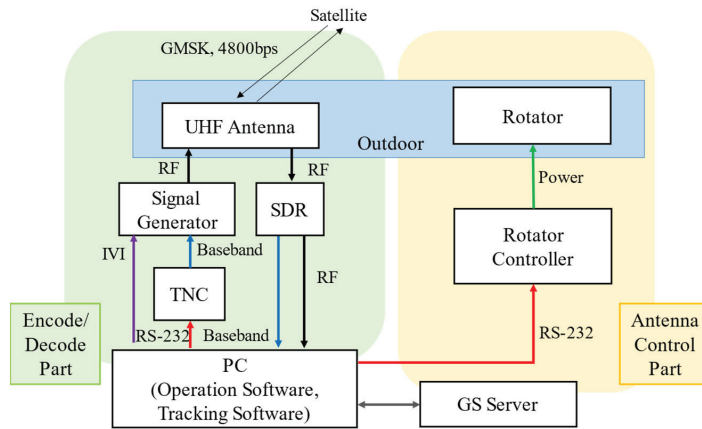 Satellite
GMSK, 4800bps
UHF Antenna
Rotator
Outdoor
RF
RF
Power
Signal
Generator
SDR
Rotator
Controller
IVI
Baseband
RF
TNC
Encode/
Decode
Part
RS-232
Baseband
RS-232
Antenna
Control
Part
PC
(Operation Software,
Tracking Software)
GS Server